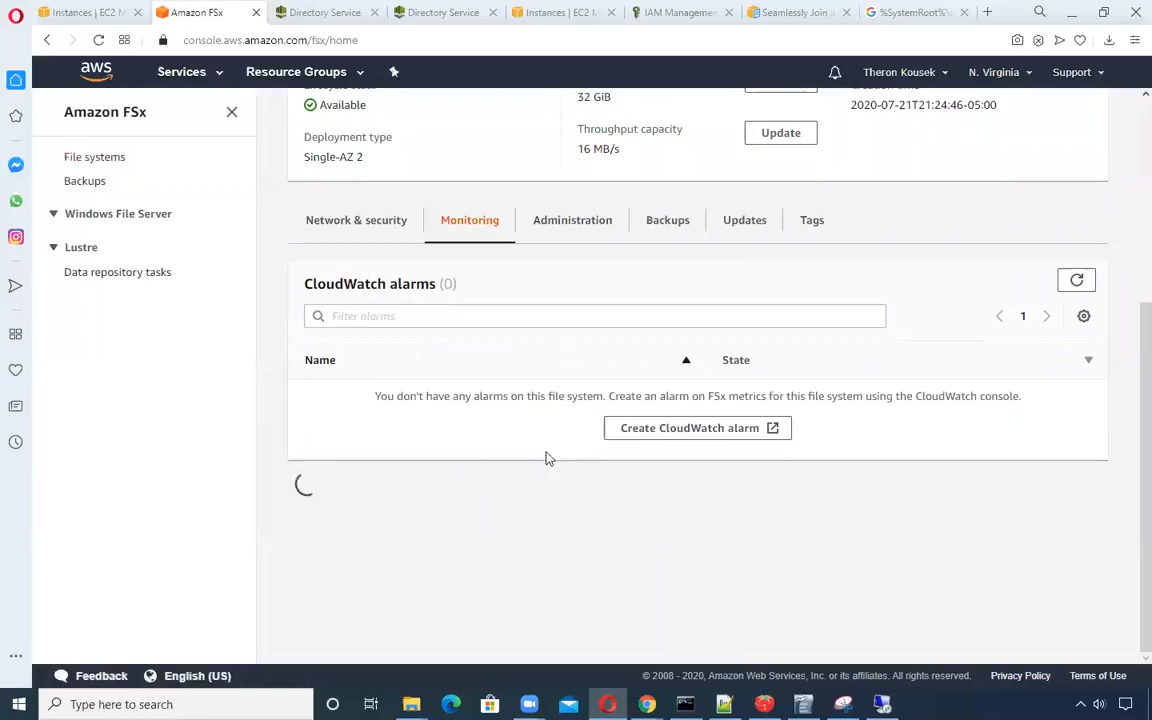 Instances | EC2 M
Amazon FSx
Directory Service
Directory Service
Instances | EC2 M
IAM Managemen
Seamlessly Join a
%SystemRoot%\
console.aws.amazon.com/fsx/home
aws
Services
Resource Groups
Theron Kousek
N. Virginia
Support
Amazon FSx
File systems
Backups
Windows File Server
Lustre
Data repository tasks
Available
Deployment type
Single-AZ 2
32 GiB
Throughput capacity
16 MB/s
Update
2020-07-21T21:24:46-05:00
Network & security
Monitoring
Administration
Backups
Updates
Tags
CloudWatch alarms (0)
Filter alarms
1
Name
State
You don't have any alarms on this file system. Create an alarm on FSx metrics for this file system using the CloudWatch console.
Create CloudWatch alarm
Feedback
English (US)
© 2008 - 2020, Amazon Web Services, Inc. or its affiliates. All rights reserved.
Privacy Policy
Terms of Use
Type here to search